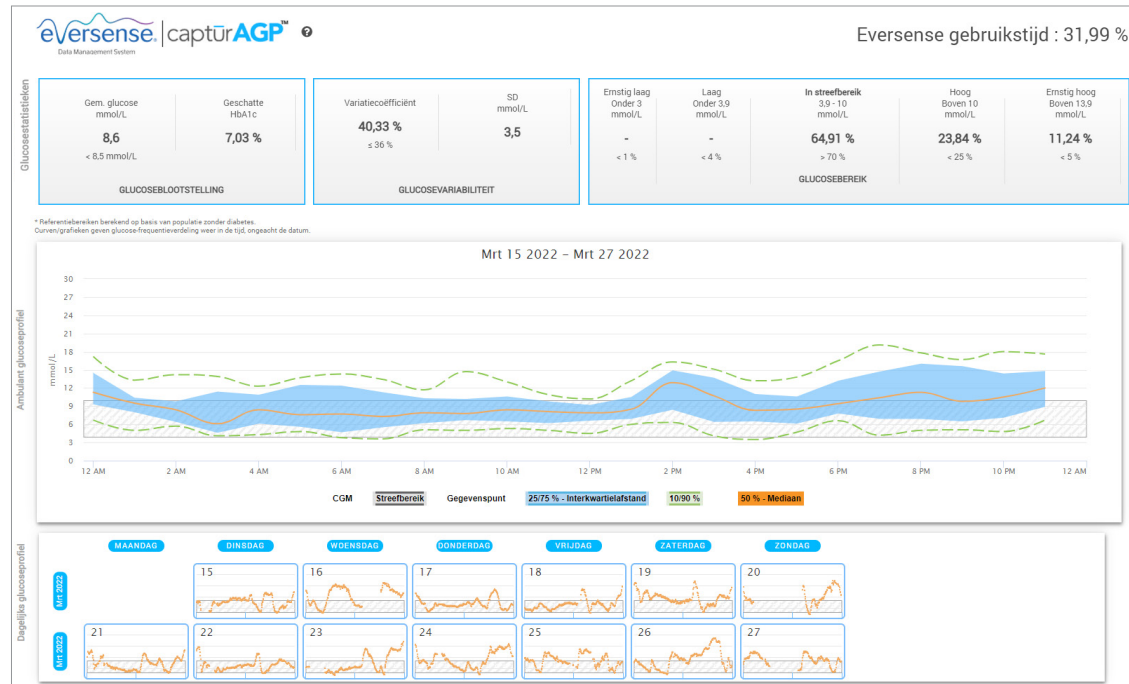 eversense. | captūrAGP™ ?
Data Management System
Eversense gebruikstijd : 31,99 %
Glucosestatistieken
Gem. glucose
mmol/L
8,6
< 8,5 mmol/L
Geschatte
HbA1c
7,03 %
GLUCOSEBLOOTSTELLING
Variatiecoëfficiënt
40,33 %
≤ 36 %
SD
mmol/L
3,5
GLUCOSEVARIABILITEIT
Ernstig laag
Onder 3
mmol/L
-
< 1 %
Laag
Onder 3,9
mmol/L
-
< 4 %
In streefbereik
3,9 - 10
mmol/L
64,91 %
> 70 %
Hoog
Boven 10
mmol/L
23,84 %
< 25 %
Ernstig hoog
Boven 13,9
mmol/L
11,24 %
< 5 %
GLUCOSEBEREIK
* Referentiebereiken berekend op basis van populatie zonder diabetes.
Curven/grafieken geven glucose-frequentieverdeling weer in de tijd, ongeacht de datum.
Ambulant glucoseprofiel
Mrt 15 2022 – Mrt 27 2022
mmol/L
30
27
24
21
18
15
12
9
6
3
0
12 AM 2 AM 4 AM 6 AM 8 AM 10 AM 12 PM 2 PM 4 PM 6 PM 8 PM 10 PM 12 AM
CGM Streefbereik Gegevenspunt 25/75 % - Interkwartielafstand 10/90 % 50 % - Mediaan
Dagelijks glucoseprofiel
MAANDAG DINSDAG WOENSDAG DONDERDAG VRIJDAG ZATERDAG ZONDAG
Mrt 2022
15 16 17 18 19 20
Mrt 2022
21 22 23 24 25 26 27